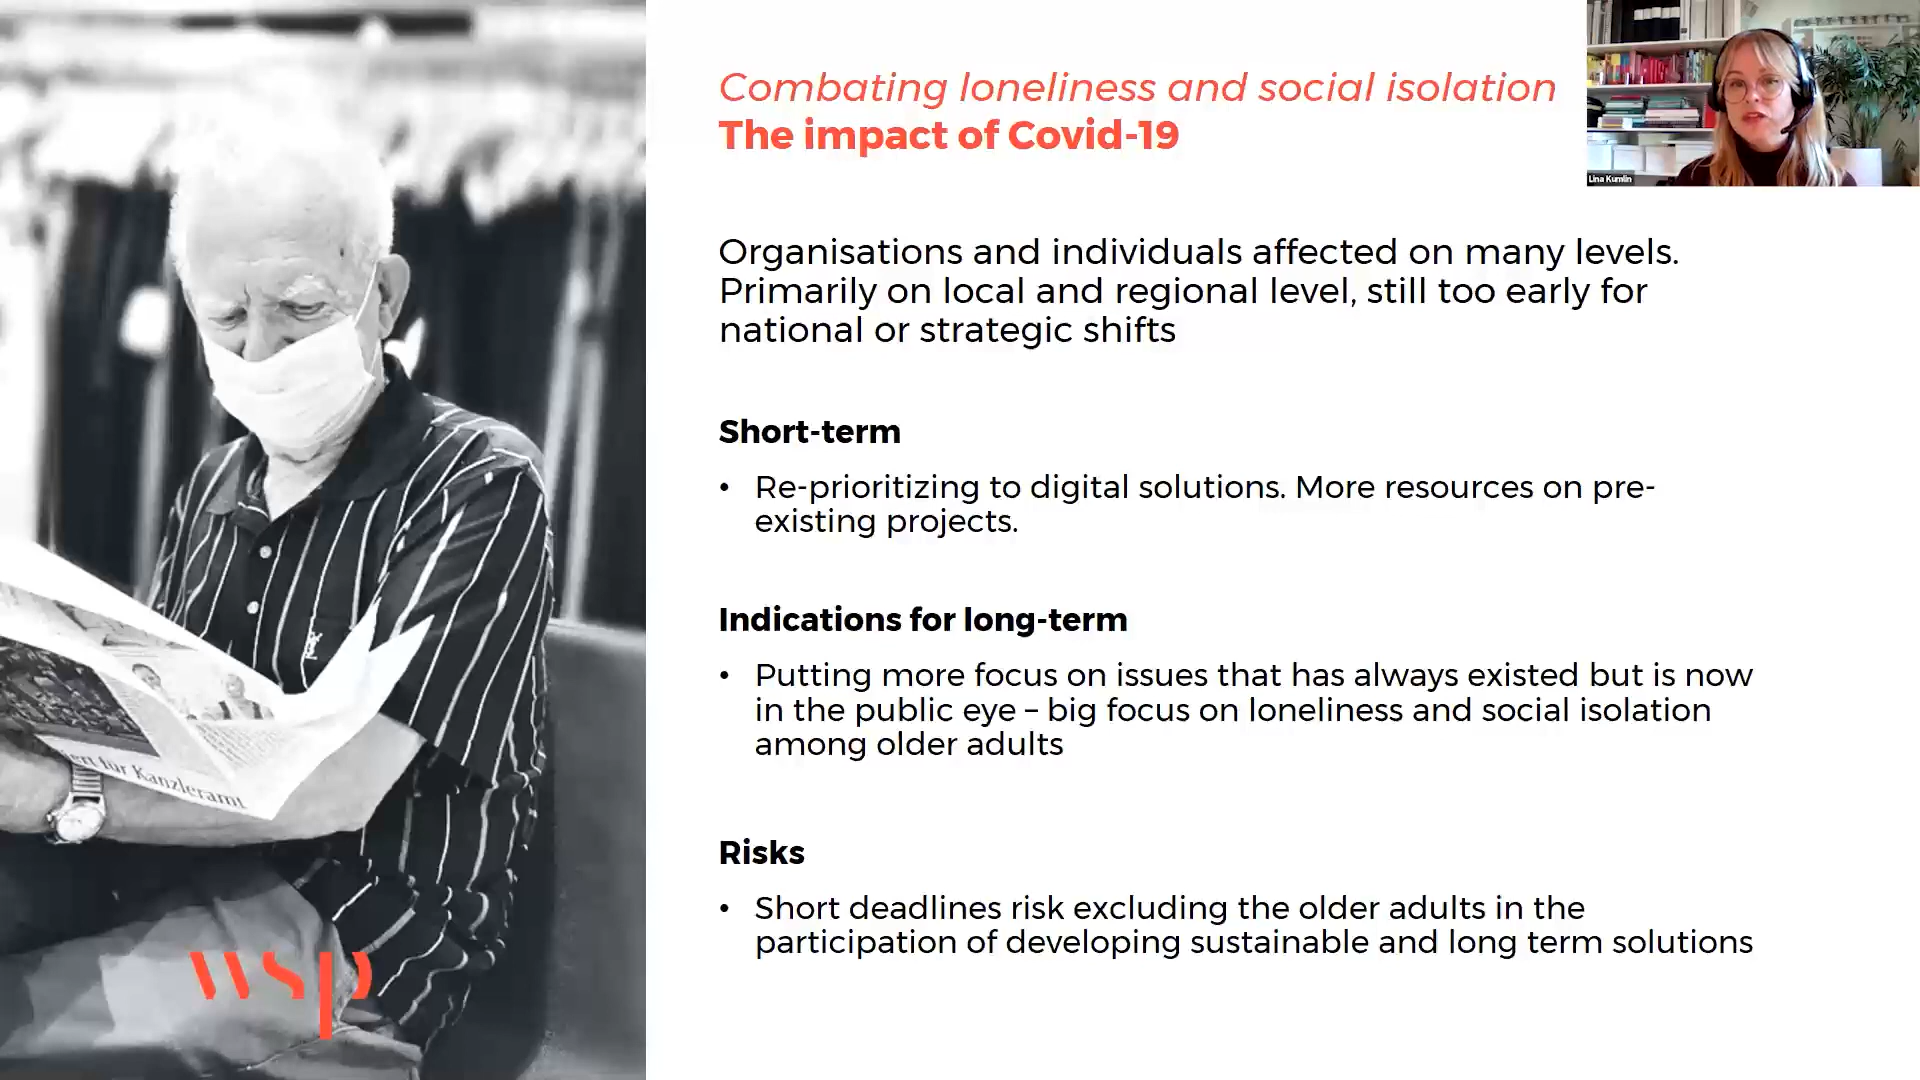 Combating loneliness and social isolation
The impact of Covid-19
Lina Kumlin
Organisations and individuals affected on many levels.
Primarily on local and regional level, still too early for
national or strategic shifts
Short-term
• Re-prioritizing to digital solutions. More resources on pre-
existing projects.
Indications for long-term
• Putting more focus on issues that has always existed but is now
in the public eye – big focus on loneliness and social isolation
among older adults
Risks
• Short deadlines risk excluding the older adults in the
participation of developing sustainable and long term solutions
für Kanzleramt
wsp